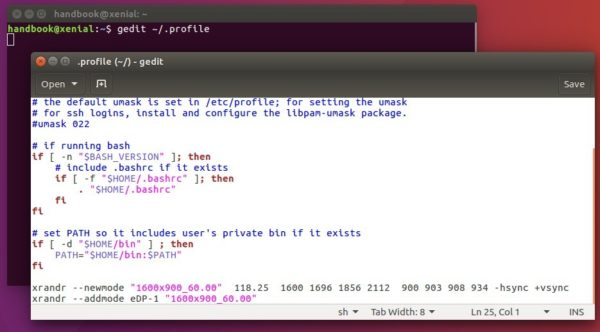 handbook@xenial: ~
handbook@xenial:~$ gedit ~/.profile
.profile (~/) - gedit
Open
Save
# the default umask is set in /etc/profile; for setting the umask
# for ssh logins, install and configure the libpam-umask package.
#umask 022
# if running bash
if [ -n "$BASH_VERSION" ]; then
    # include .bashrc if it exists
    if [ -f "$HOME/.bashrc" ]; then
        . "$HOME/.bashrc"
    fi
fi
# set PATH so it includes user's private bin if it exists
if [ -d "$HOME/bin" ] ; then
    PATH="$HOME/bin:$PATH"
fi
xrandr --newmode "1600x900_60.00"  118.25  1600 1696 1856 2112  900 903 908 934 -hsync +vsync
xrandr --addmode eDP-1 "1600x900_60.00"
sh
Tab Width: 8
Ln 25, Col 1
INS